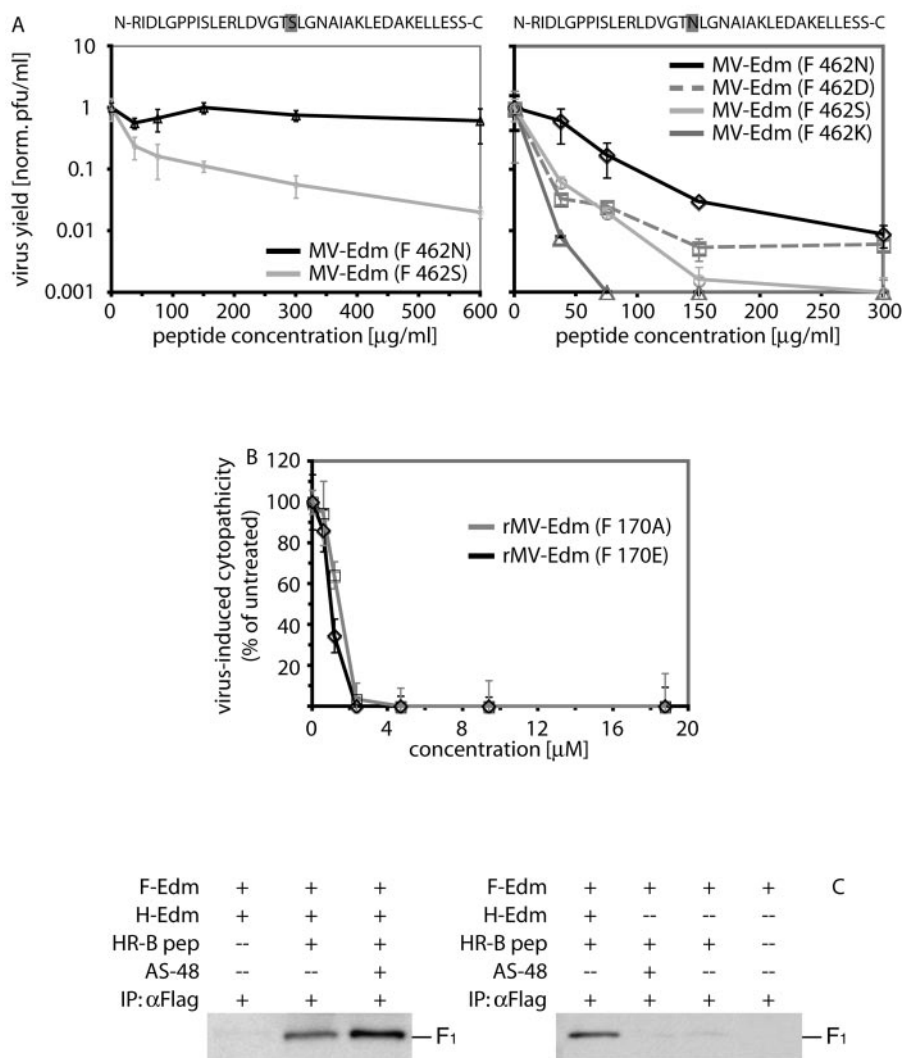 A
N-RIDLGPPISLERLDVGTSLGNAIAKLEDAKELLESS-C
N-RIDLGPPISLERLDVGTNLGNAIAKLEDAKELLESS-C
virus yield [norm. pfu/ml]
10
1
0.1
0.01
0.001
MV-Edm (F 462N)
MV-Edm (F 462S)
0 100 200 300 400 500 600
peptide concentration [µg/ml]
MV-Edm (F 462N)
MV-Edm (F 462D)
MV-Edm (F 462S)
MV-Edm (F 462K)
0 50 100 150 200 250 300
peptide concentration [µg/ml]
B
virus-induced cytopathicity
(% of untreated)
120
100
80
60
40
20
rMV-Edm (F 170A)
rMV-Edm (F 170E)
0 4 8 12 16 20
concentration [µM]
F-Edm + + +
H-Edm + + +
HR-B pep -- + +
AS-48 -- -- +
IP: αFlag + + +
F1
C
F-Edm + + + +
H-Edm + -- -- --
HR-B pep + + + --
AS-48 -- + -- --
IP: αFlag + + + +
F1